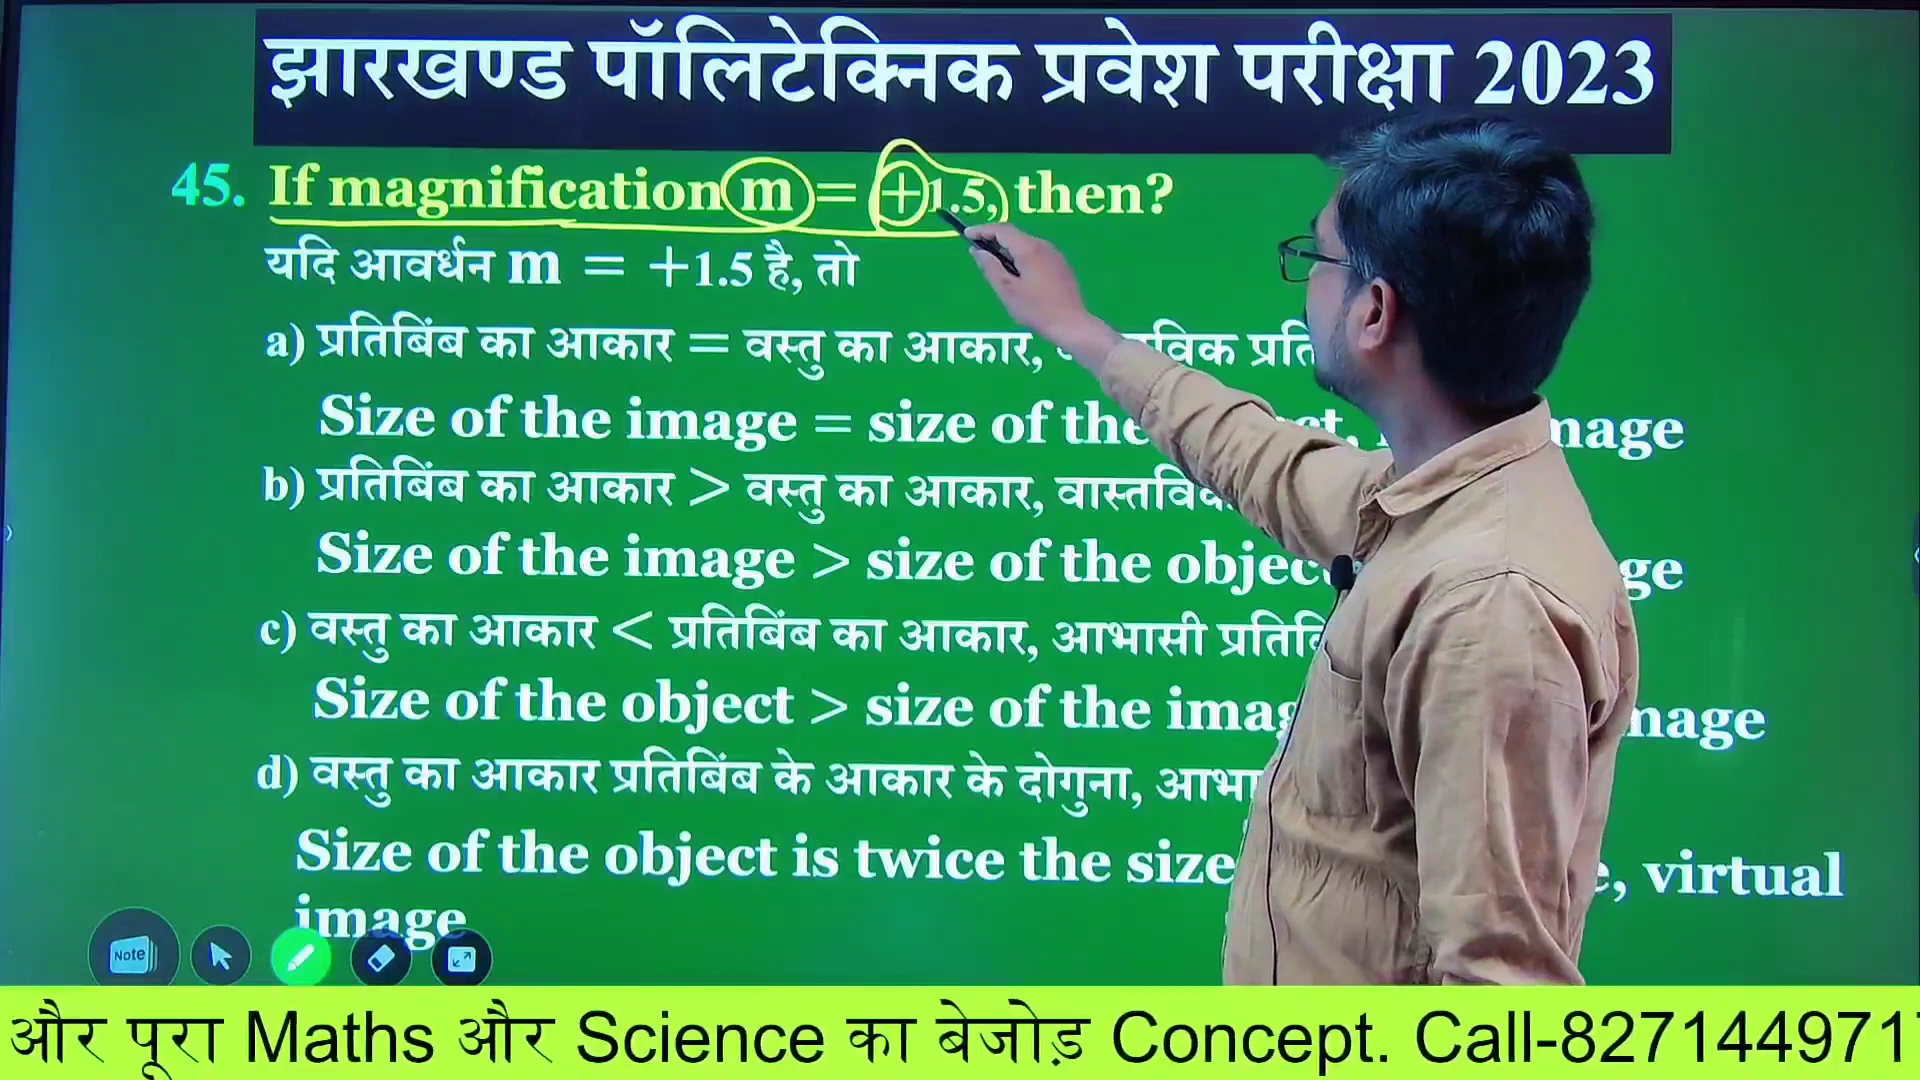 झारखण्ड पॉलिटेक्निक प्रवेश परीक्षा 2023
45. If magnification m = +1.5, then?
यदि आवर्धन m = +1.5 है, तो
a) प्रतिबिंब का आकार = वस्तु का आकार,
Size of the image = size of the image
b) प्रतिबिंब का आकार > वस्तु का आकार,
Size of the image > size of the
c) वस्तु का आकार < प्रतिबिंब का आकार, आभासी
Size of the object > size of the
d) वस्तु का आकार प्रतिबिंब के आकार के दोगुना,
Size of the object is twice the size virtual
image
Note
और पूरा Maths और Science का बेजोड़ Concept. Call-827144971